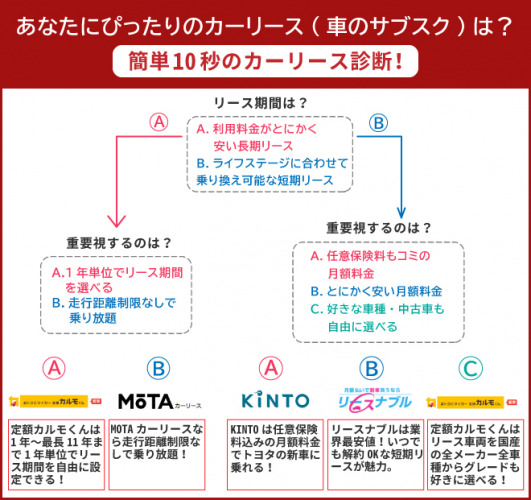 あなたにぴったりのカーリース(車のサブスク)は?
簡単10秒のカーリース診断!
リース期間は?
A
B
A. 利用料金がとにかく
安い長期リース
B. ライフステージに合わせて
乗り換え可能な短期リース
重要視するのは?
A.1年単位でリース期間
を選べる
B. 走行距離制限なしで
乗り放題
重要視するのは?
A. 任意保険料もコミの
月額料金
B. とにかく安い月額料金
C. 好きな車種・中古車も
自由に選べる
A
B
A
B
C
カルモくん
MōTA カーリース
KINTO
月額払いで新車買うなら
リースナブル
カルモくん
定額カルモくんは
1年~最長11年ま
で1年単位でリー
ス期間を自由に設
定できる!
MOTAカーリースな
ら走行距離制限な
しで乗り放題!
KINTOは任意保険
料込みの月額料金
でトヨタの新車に
乗れる!
リースナブルは業
界最安値!いつで
も解約OKな短期
リースが魅力。
定額カルモくんは
リース車両を国産
の全メーカー全車
種からグレードも
好きに選べる!